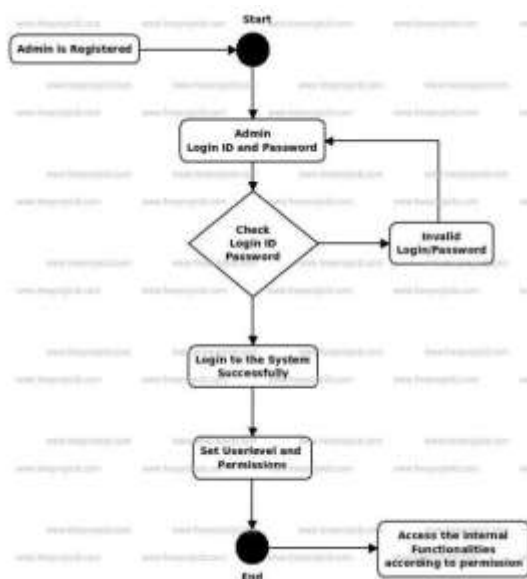 Start
Admin is Registered
Admin
Login ID and Password
Check
Login ID
Password
Invalid
Login/Password
Login to the System
Successfully
Set Userlevel and
Permissions
End
Access the Internal
Functionalities
according to permission